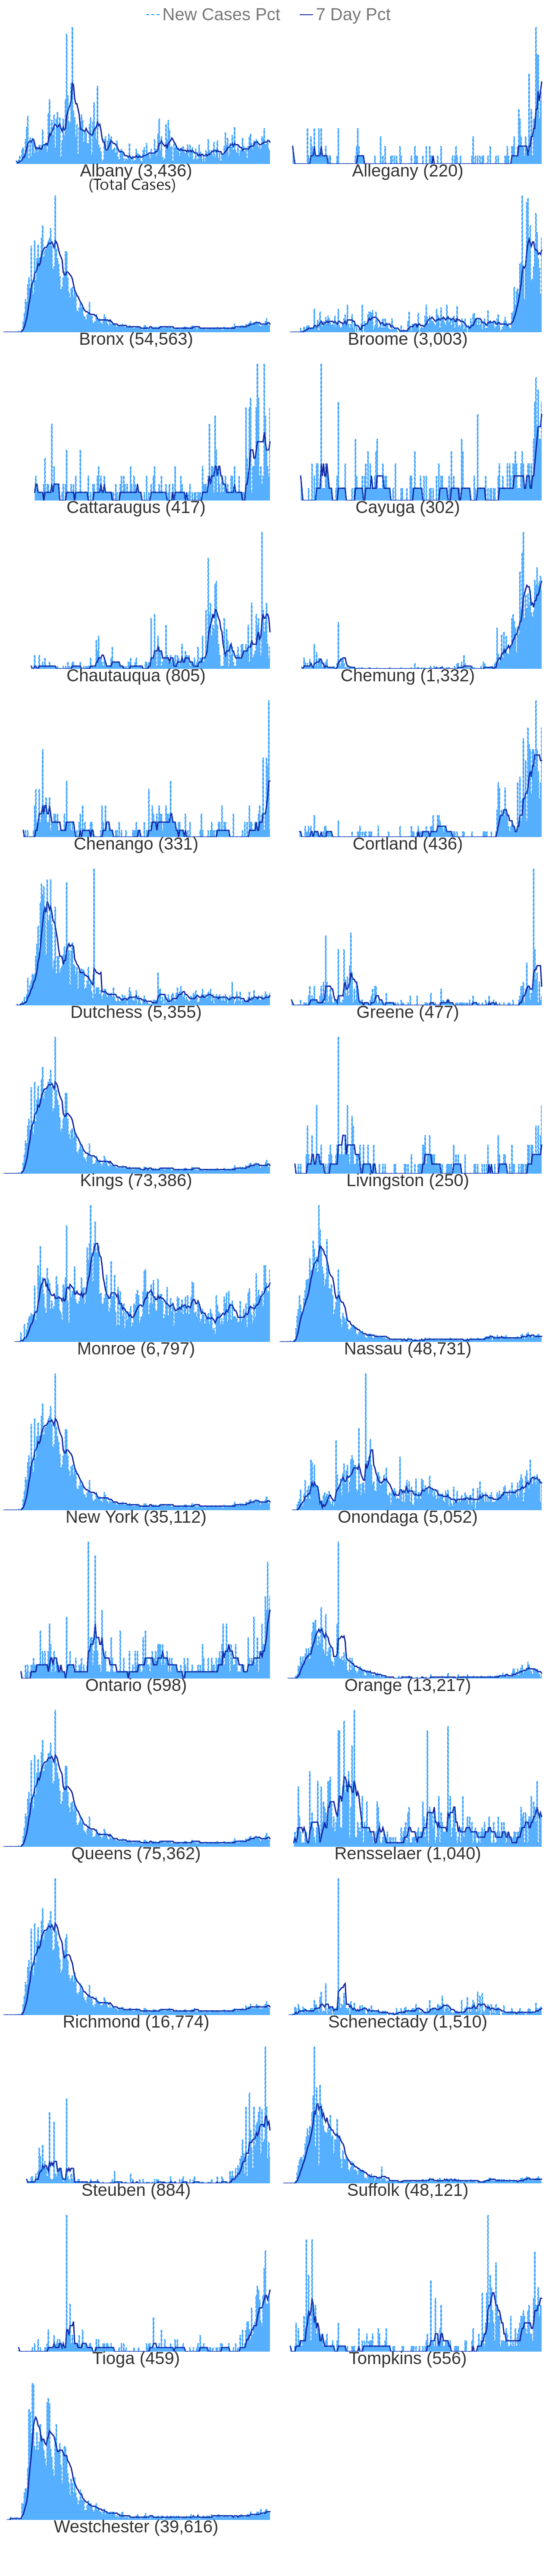 New Cases Pct 7 Day Pct
Albany (3,436) Allegany (220)
(Total Cases)
Bronx (54,563) Broome (3,003)
Cattaraugus (417) Cayuga (302)
Chautauqua (805) Chemung (1,332)
Chenango (331) Cortland (436)
Dutchess (5,355) Greene (477)
Kings (73,386) Livingston (250)
Monroe (6,797) Nassau (48,731)
New York (35,112) Onondaga (5,052)
Ontario (598) Orange (13,217)
Queens (75,362) Rensselaer (1,040)
Richmond (16,774) Schenectady (1,510)
Steuben (884) Suffolk (48,121)
Tioga (459) Tompkins (556)
Westchester (39,616)